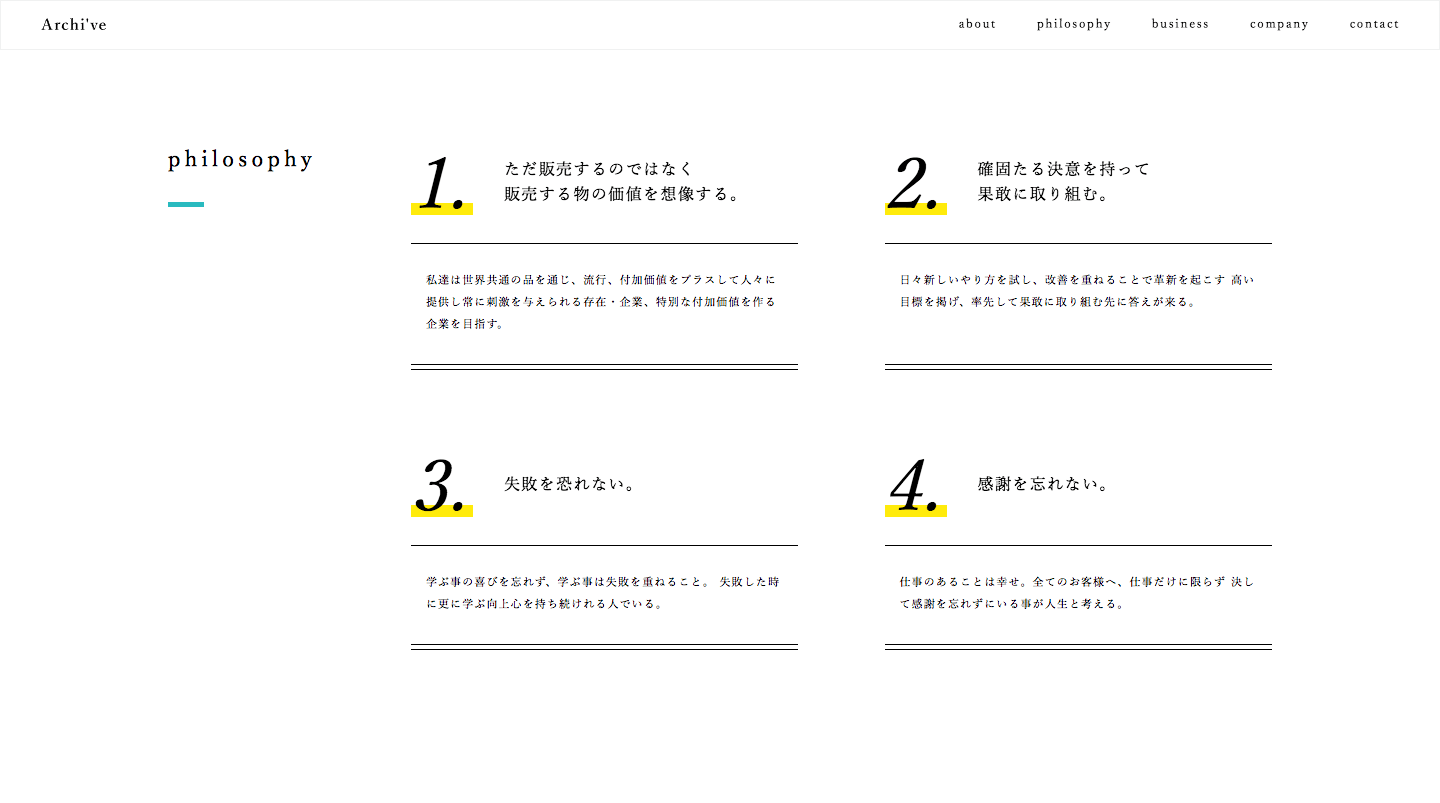 Archi've
about philosophy business company contact
philosophy
1.
ただ販売するのではなく
販売する物の価値を想像する。
私達は世界共通の品を通じ、流行、付加価値をプラスして人々に
提供し常に刺激を与えられる存在・企業、特別な付加価値を作る
企業を目指す。
2.
確固たる決意を持って
果敢に取り組む。
日々新しいやり方を試し、改善を重ねることで革新を起こす 高い
目標を掲げ、率先して果敢に取り組む先に答えが来る。
3.
失敗を恐れない。
学ぶ事の喜びを忘れず、学ぶ事は失敗を重ねること。 失敗した時
に更に学ぶ向上心を持ち続けれる人でいる。
4.
感謝を忘れない。
仕事のあることは幸せ。全てのお客様へ、仕事だけに限らず 決し
て感謝を忘れずにいる事が人生と考える。